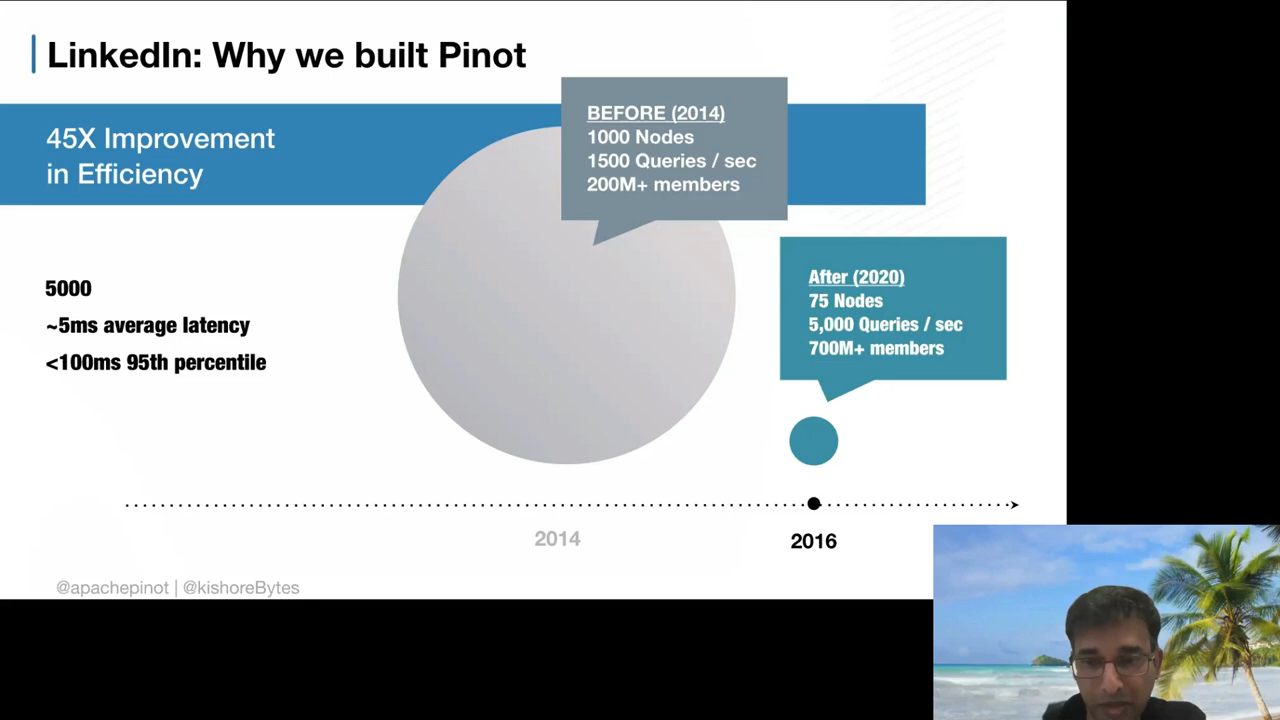 LinkedIn: Why we built Pinot
45X Improvement
in Efficiency
BEFORE (2014)
1000 Nodes
1500 Queries / sec
200M+ members
After (2020)
75 Nodes
5,000 Queries / sec
700M+ members
5000
~5ms average latency
<100ms 95th percentile
2014
2016
@apachepinot | @kishoreBytes